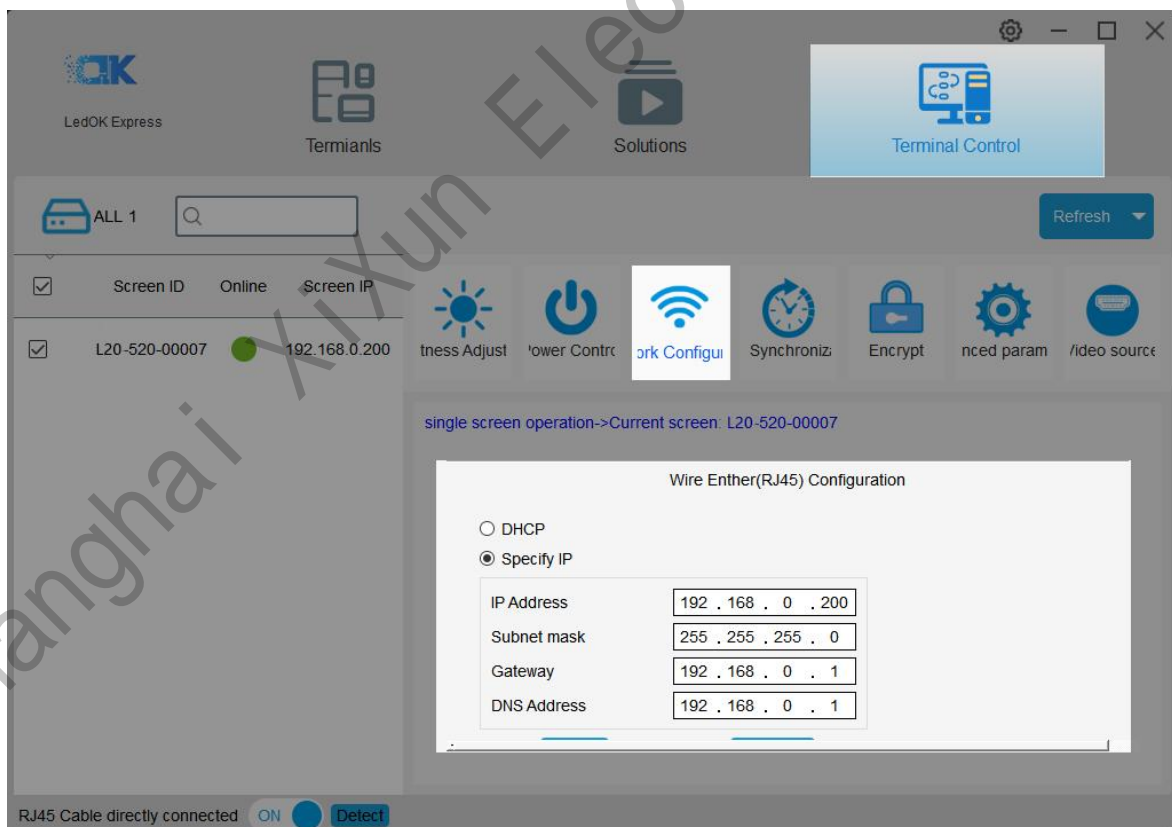 LedOK Express
Termianls
Solutions
Terminal Control
ALL 1
Refresh
Screen ID Online Screen IP
L20-520-00007 192.168.0.200
tness Adjust
ower Contrc
ork Configui
Synchroniz
Encrypt
nced param
ideo source
single screen operation->Current screen: L20-520-00007
Wire Enther(RJ45) Configuration
DHCP
Specify IP
IP Address 192 . 168 . 0 . 200
Subnet mask 255 . 255 . 255 . 0
Gateway 192 . 168 . 0 . 1
DNS Address 192 . 168 . 0 . 1
RJ45 Cable directly connected ON Detect
anghai XiXun Elec